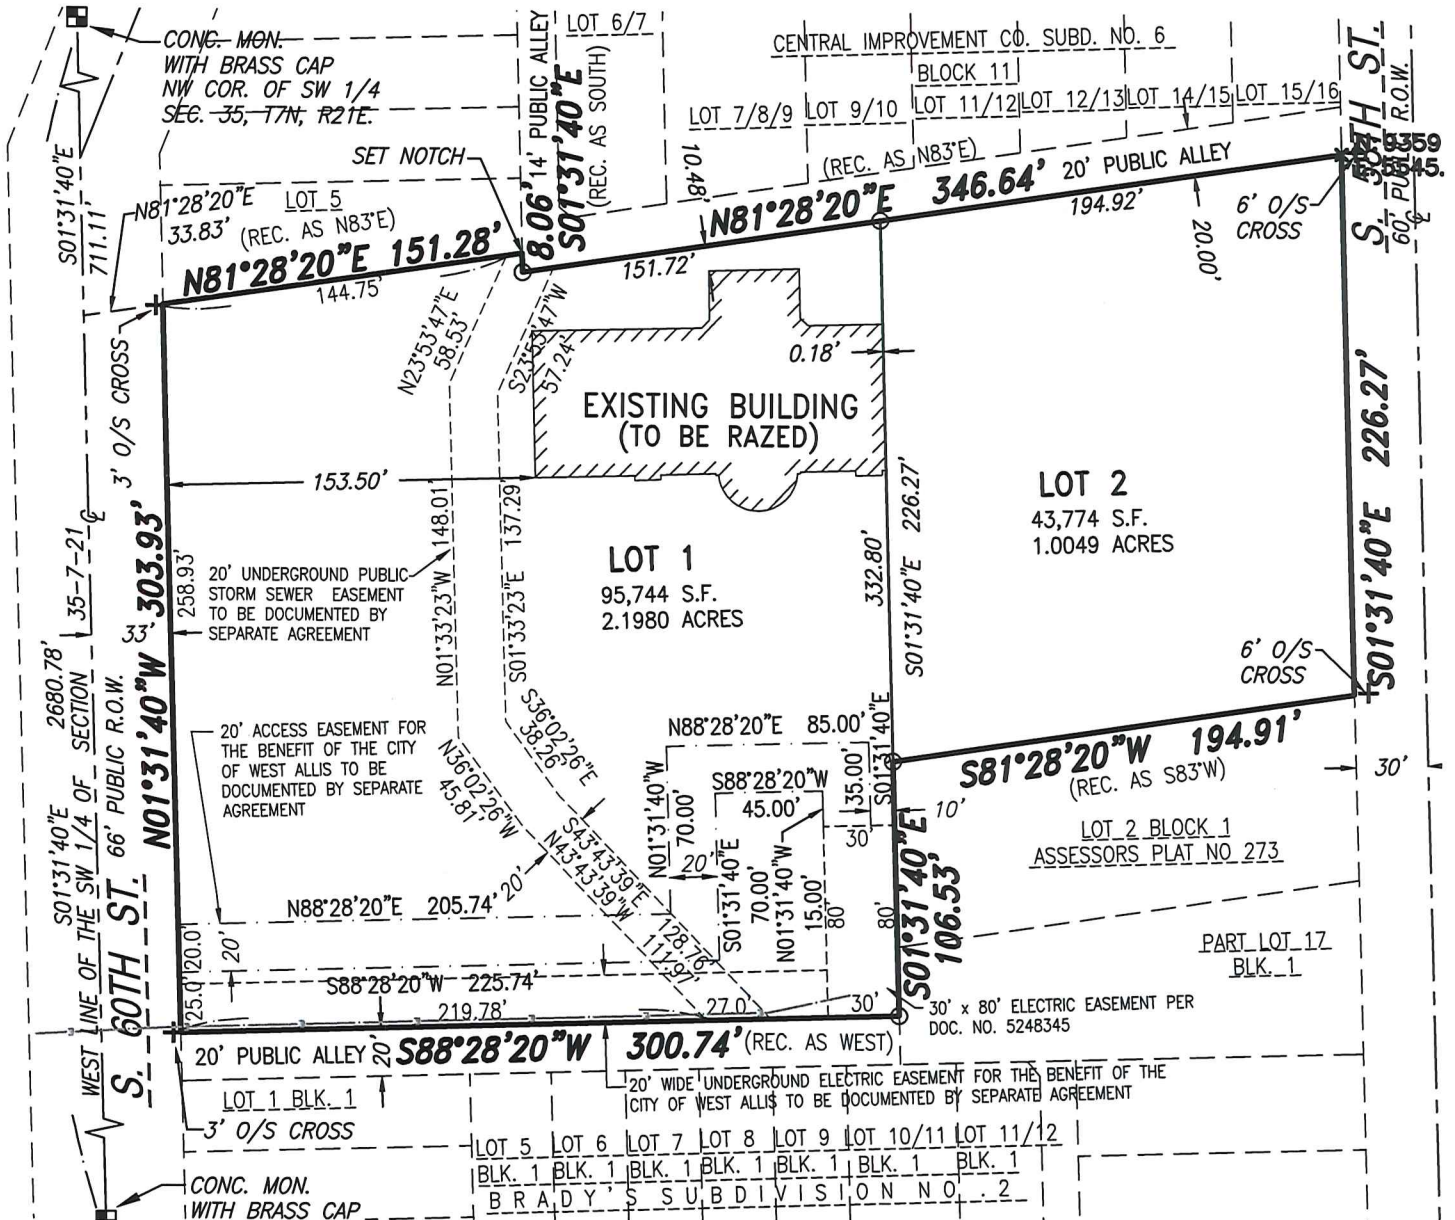 CONC. MON.
WITH BRASS CAP
NW COR. OF SW 1/4
SEC. 35, T7N, R21E.
SET NOTCH
14' PUBLIC ALLEY
8.06'
S01°31'40"E
(REC. AS SOUTH)
LOT 6/7
CENTRAL IMPROVEMENT CO. SUBD. NO. 6
BLOCK 11
LOT 7/8/9
LOT 9/10
LOT 11/12
LOT 12/13
LOT 14/15
LOT 15/16
10.48'
(REC. AS N83°E)
N81°28'20"E 346.64'
20' PUBLIC ALLEY
194.92'
20.00'
6' O/S
CROSS
60' PUBLIC R.O.W.
S01°31'40"E
711.11'
N81°28'20"E
33.83'
LOT 5
(REC. AS N83°E)
N81°28'20"E 151.28'
144.75'
151.72'
3' O/S CROSS
N23°53'47"E
58.53'
S23°53'47"W
57.24'
0.18'
EXISTING BUILDING
(TO BE RAZED)
153.50'
LOT 2
43,774 S.F.
1.0049 ACRES
S01°31'40"E 226.27'
LOT 1
95,744 S.F.
2.1980 ACRES
332.80'
S01°31'40"E 226.27'
N01°31'40"W 303.93'
258.93'
33'
35-7-21
2680.78'
20' UNDERGROUND PUBLIC
STORM SEWER EASEMENT
TO BE DOCUMENTED BY
SEPARATE AGREEMENT
N01°33'23"W 148.01'
S01°33'23"E 137.29'
6' O/S
CROSS
S36°02'26"E
38.26'
N36°02'26"W
45.81'
20' ACCESS EASEMENT FOR
THE BENEFIT OF THE CITY
OF WEST ALLIS TO BE
DOCUMENTED BY SEPARATE
AGREEMENT
S01°31'40"E
WEST LINE OF THE SW 1/4 OF SECTION
66' PUBLIC R.O.W.
S. 60TH ST.
N88°28'20"E 85.00'
S88°28'20"W
45.00'
35.00'
S01°31'40"E
N01°31'40"W
70.00'
20'
S01°31'40"E
70.00'
N01°31'40"W
15.00'
30'
80'
80'
10'
S81°28'20"W 194.91'
(REC. AS S83°W)
30'
LOT 2 BLOCK 1
ASSESSORS PLAT NO 273
S01°31'40"E
106.53'
PART LOT 17
BLK. 1
S43°43'39"E
N43°43'39"W
128.76'
111.97'
20'
N88°28'20"E 205.74'
20.0'
20'
25.0'
S88°28'20"W 225.74'
219.78'
27.0
30'
30' x 80' ELECTRIC EASEMENT PER
DOC. NO. 5248345
20' PUBLIC ALLEY
20'
S88°28'20"W 300.74'
(REC. AS WEST)
20' WIDE UNDERGROUND ELECTRIC EASEMENT FOR THE BENEFIT OF THE
CITY OF WEST ALLIS TO BE DOCUMENTED BY SEPARATE AGREEMENT
LOT 1 BLK. 1
3' O/S CROSS
LOT 5 LOT 6 LOT 7 LOT 8 LOT 9 LOT 10/11 LOT 11/12
BLK. 1 BLK. 1 BLK. 1 BLK. 1 BLK. 1 BLK. 1 BLK. 1
BRADY'S SUBDIVISION NO. 2
CONC. MON.
WITH BRASS CAP